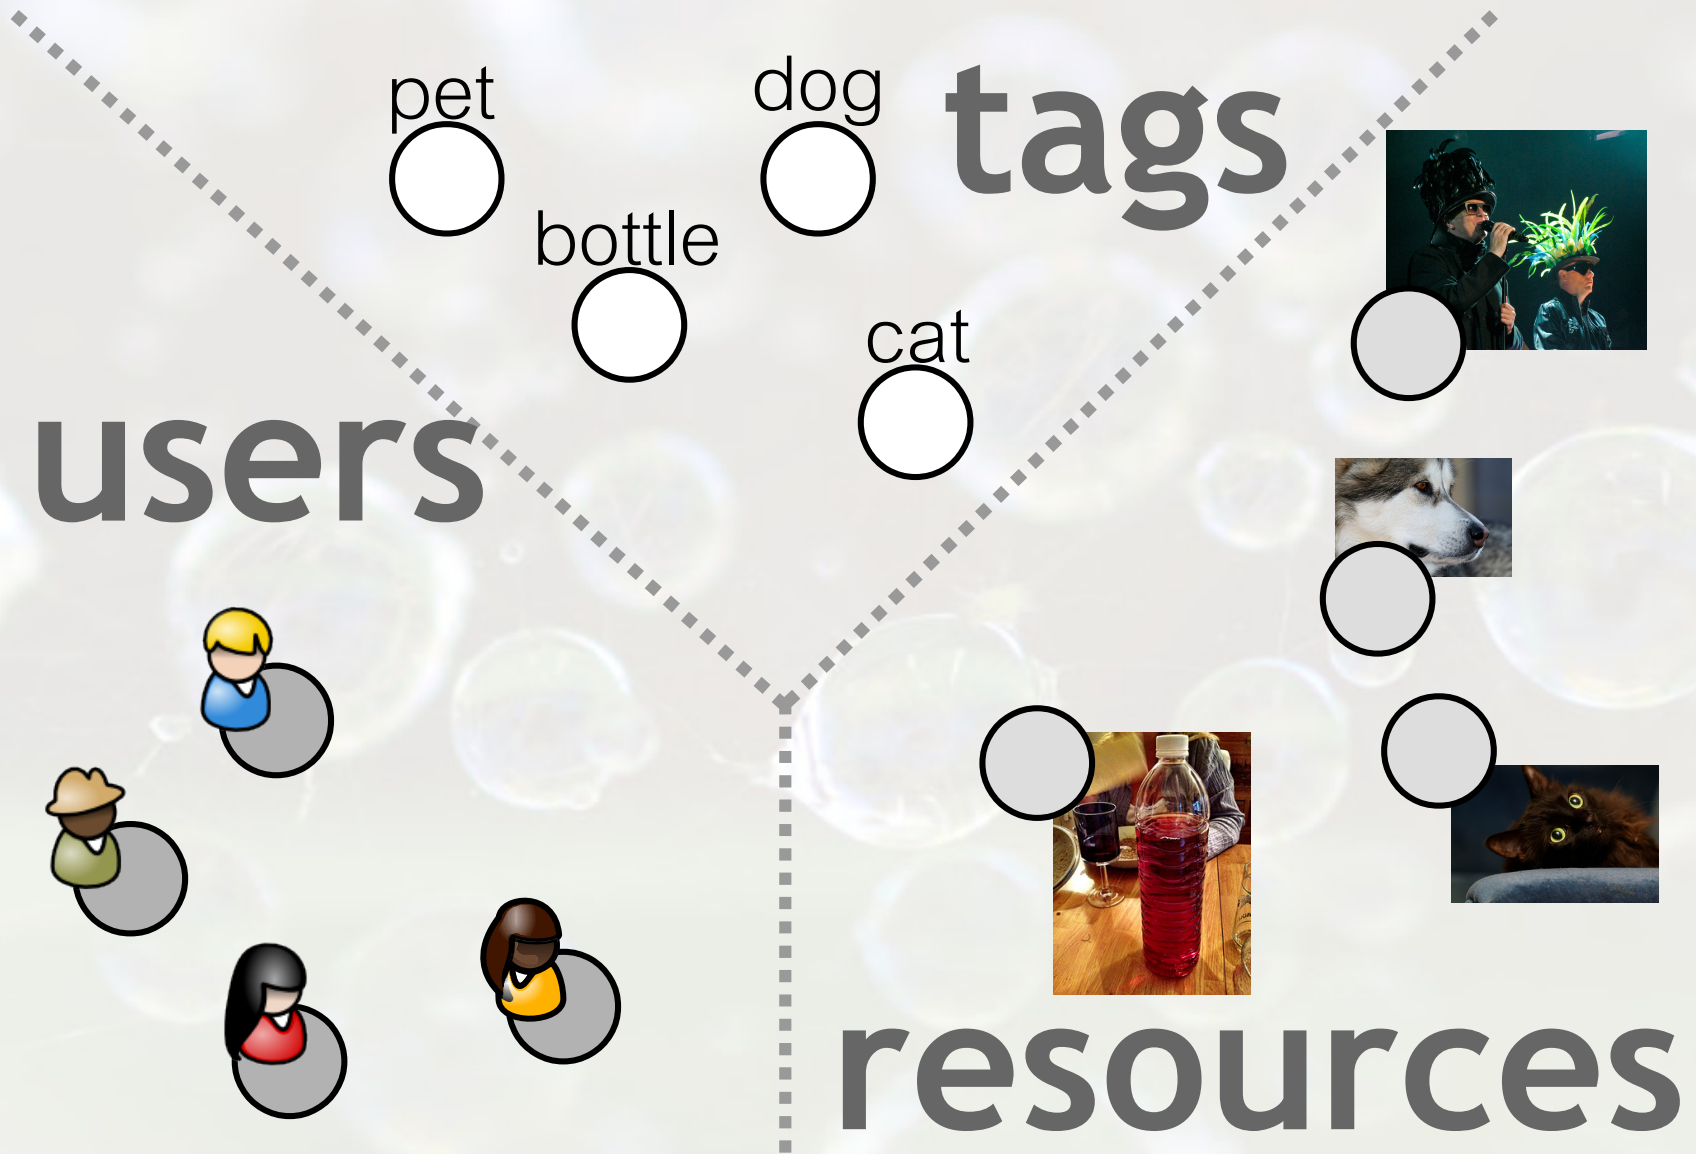 pet
dog
tags
bottle
cat
users
resources